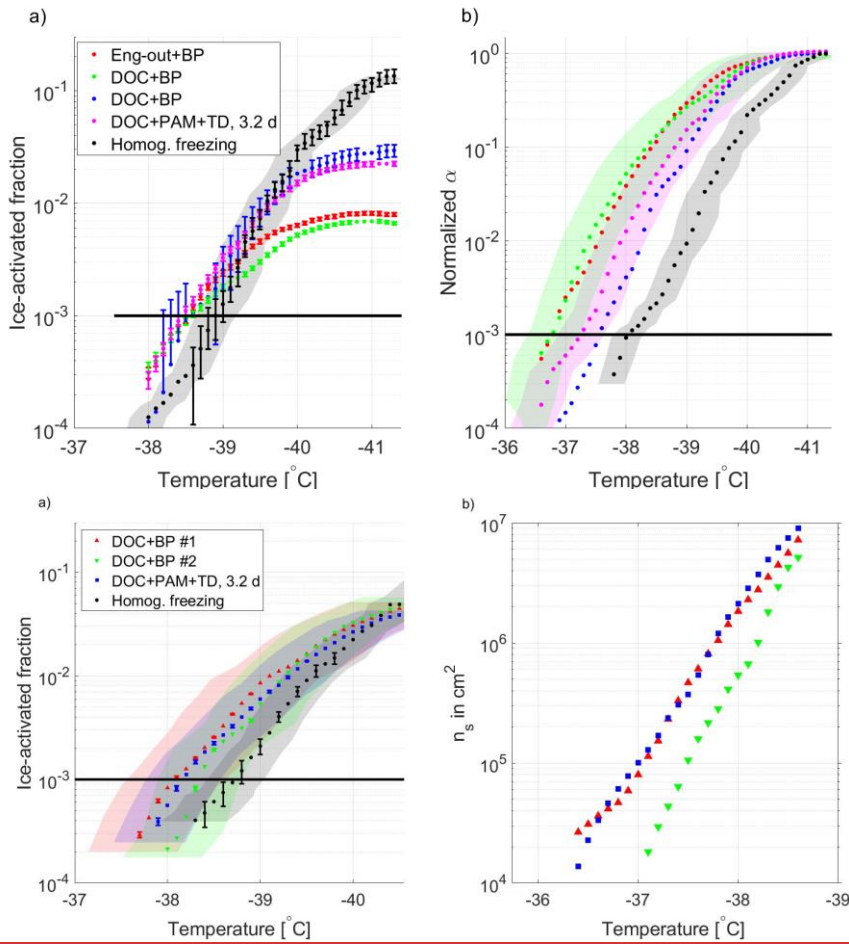 a)
Ice-activated fraction
10^-1
10^-2
10^-3
10^-4
Eng-out+BP
DOC+BP
DOC+BP
DOC+PAM+TD, 3.2 d
Homog. freezing
-37 -38 -39 -40 -41
Temperature [°C]
b)
Normalized α
10^0
10^-1
10^-2
10^-3
10^-4
-36 -37 -38 -39 -40 -41
Temperature [°C]
a)
Ice-activated fraction
10^-1
10^-2
10^-3
10^-4
DOC+BP #1
DOC+BP #2
DOC+PAM+TD, 3.2 d
Homog. freezing
-37 -38 -39 -40
Temperature [°C]
b)
n_s in cm^2
10^7
10^6
10^5
10^4
-36 -37 -38 -39
Temperature [°C]